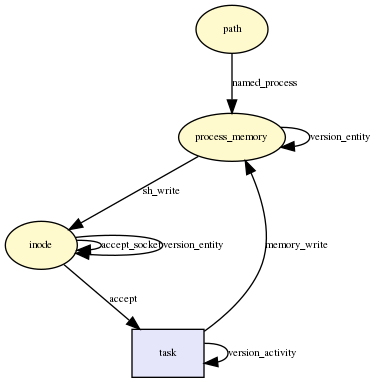 path
named_process
process_memory
version_entity
sh_write
inode
accept_socket
version_entity
memory_write
accept
task
version_activity